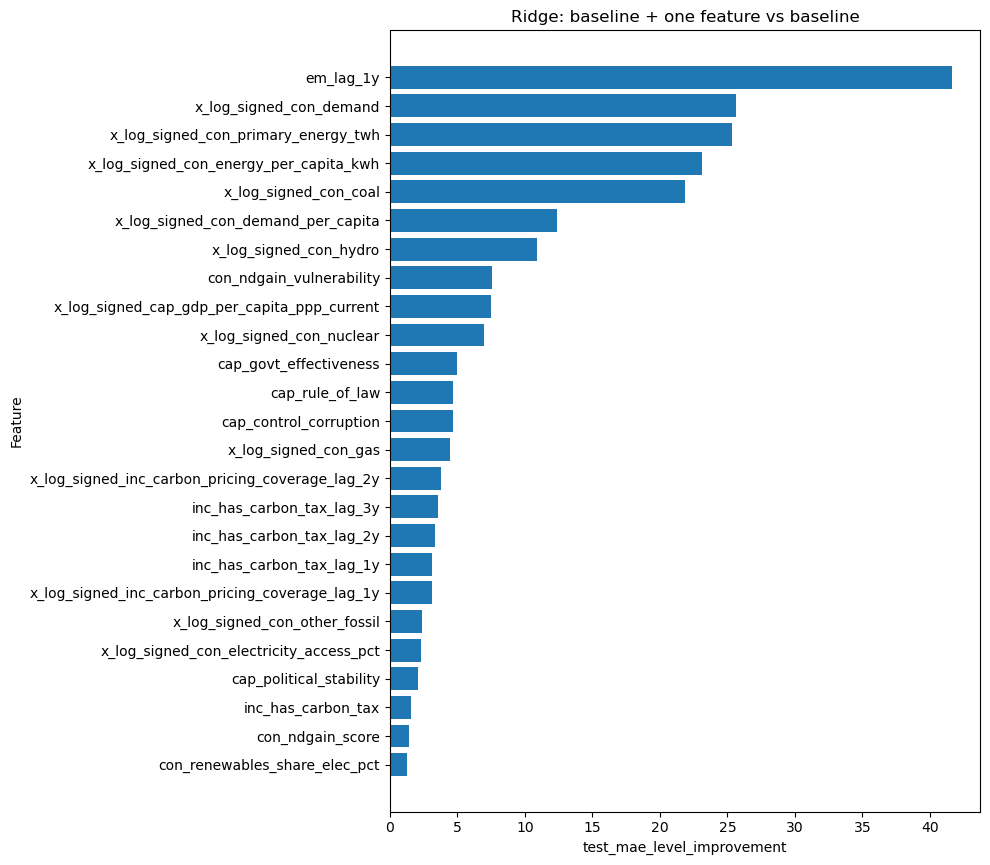 Ridge: baseline + one feature vs baseline
em_lag_1y
x_log_signed_con_demand
x_log_signed_con_primary_energy_twh
x_log_signed_con_energy_per_capita_kwh
x_log_signed_con_coal
x_log_signed_con_demand_per_capita
x_log_signed_con_hydro
con_ndgain_vulnerability
x_log_signed_cap_gdp_per_capita_ppp_current
x_log_signed_con_nuclear
cap_govt_effectiveness
cap_rule_of_law
cap_control_corruption
x_log_signed_con_gas
x_log_signed_inc_carbon_pricing_coverage_lag_2y
inc_has_carbon_tax_lag_3y
inc_has_carbon_tax_lag_2y
inc_has_carbon_tax_lag_1y
x_log_signed_inc_carbon_pricing_coverage_lag_1y
x_log_signed_con_other_fossil
x_log_signed_con_electricity_access_pct
cap_political_stability
inc_has_carbon_tax
con_ndgain_score
con_renewables_share_elec_pct
Feature
0 5 10 15 20 25 30 35 40
test_mae_level_improvement